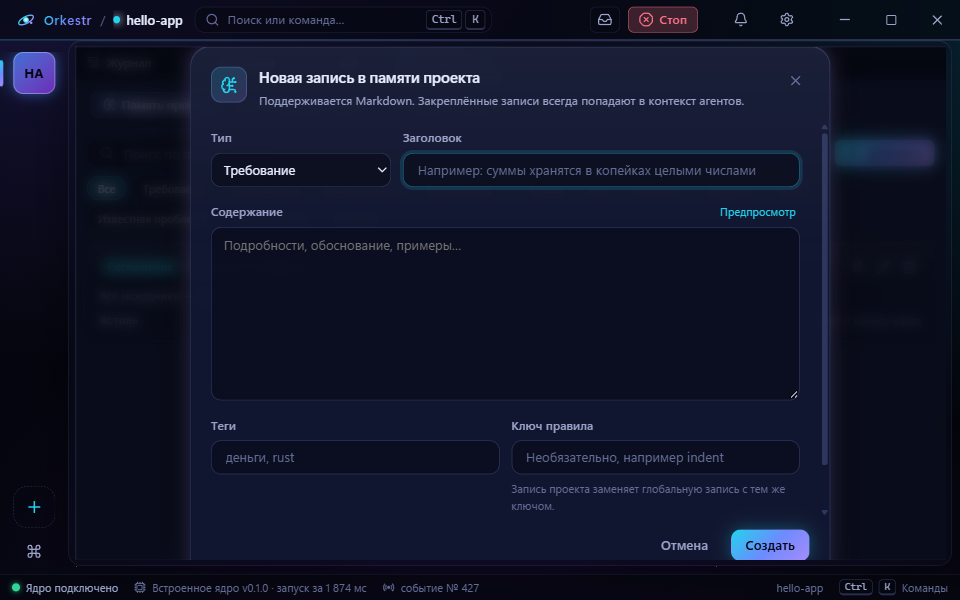 Orkestr / hello-app
Поиск или команда...
Ctrl K
Стоп
HA
Журнал
Новая запись в памяти проекта
Поддерживается Markdown. Закреплённые записи всегда попадают в контекст агентов.
Тип
Заголовок
Требование
Например: суммы хранятся в копейках целыми числами
Все
Содержание
Предпросмотр
Подробности, обоснование, примеры...
Теги
Ключ правила
деньги, rust
Необязательно, например indent
Запись проекта заменяет глобальную запись с тем же
ключом.
Отмена
Создать
Ядро подключено
Встроенное ядро v0.1.0 · запуск за 1 874 мс
событие № 427
hello-app
Ctrl K Команды